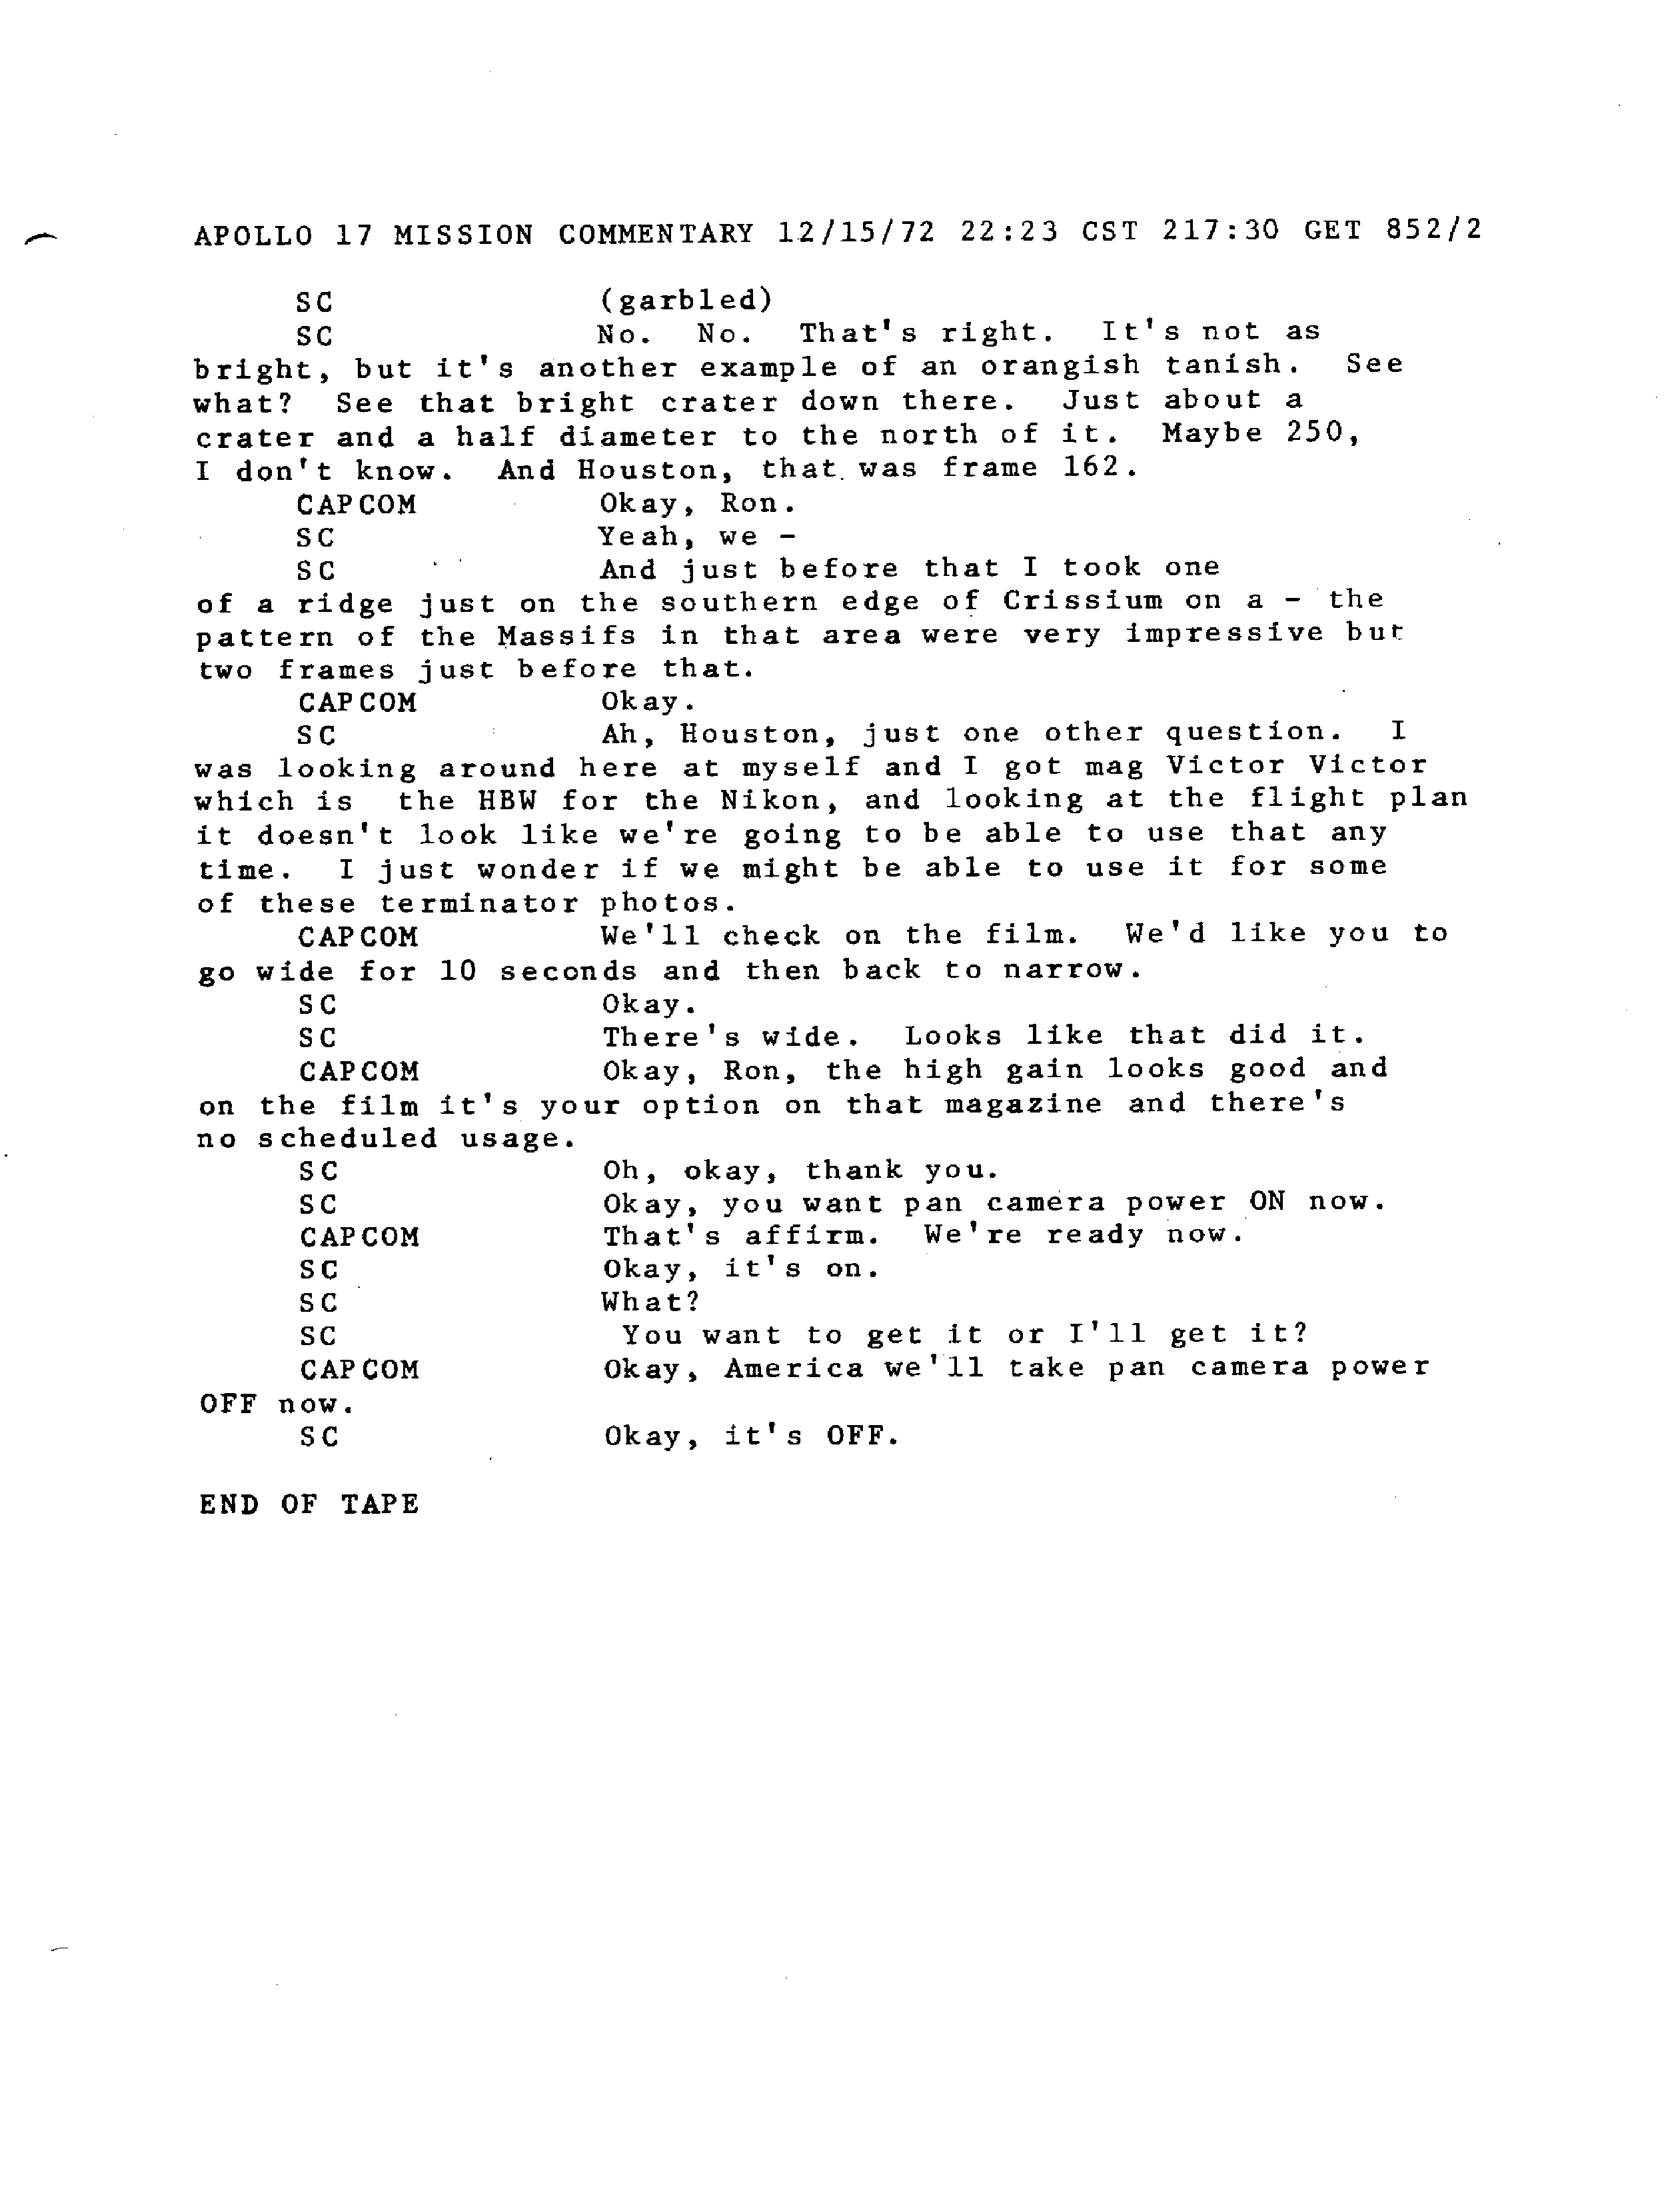 APOLLO 17 MISSION COMMENTARY 12/15/72 22:23 CST 217:30 GET 852/2
SC (garbled)
SC No. No. That's right. It's not as
bright, but it's another example of an orangish tanish. See
what? See that bright crater down there. Just about a
crater and a half diameter to the north of it. Maybe 250,
I don't know. And Houston, that was frame 162.
CAPCOM Okay, Ron.
SC Yeah, we -
SC And just before that I took one
of a ridge just on the southern edge of Crissium on a - the
pattern of the Massifs in that area were very impressive but
two frames just before that.
CAPCOM Okay.
SC Ah, Houston, just one other question. I
was looking around here at myself and I got mag Victor Victor
which is the HBW for the Nikon, and looking at the flight plan
it doesn't look like we're going to be able to use that any
time. I just wonder if we might be able to use it for some
of these terminator photos.
CAPCOM We'll check on the film. We'd like you to
go wide for 10 seconds and then back to narrow.
SC Okay.
SC There's wide. Looks like that did it.
CAPCOM Okay, Ron, the high gain looks good and
on the film it's your option on that magazine and there's
no scheduled usage.
SC Oh, okay, thank you.
SC Okay, you want pan camera power ON now.
CAPCOM That's affirm. We're ready now.
SC Okay, it's on.
SC What?
SC You want to get it or I'll get it?
CAPCOM Okay, America we'll take pan camera power
OFF now.
SC Okay, it's OFF.
END OF TAPE